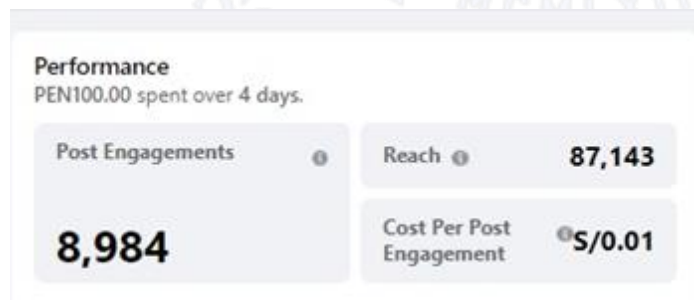 Performance
PEN100.00 spent over 4 days.
Post Engagements
8,984
Reach
87,143
Cost Per Post
Engagement
S/0.01